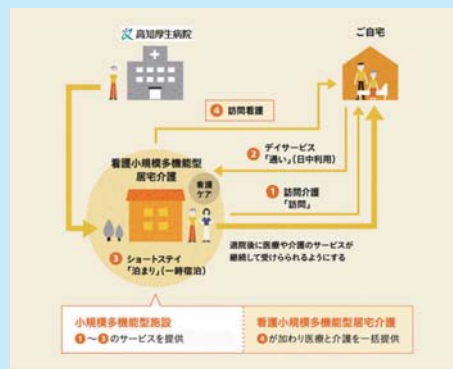 高知厚生病院
ご自宅
4 訪問看護
2 デイサービス
「通い」(日中利用)
看護小規模多機能型
居宅介護
看護
ケア
1 訪問介護
「訪問」
3 ショートステイ
「泊まり」(一時宿泊)
退院後に医療や介護のサービスが
継続して受けられられるようにする
小規模多機能型施設
1〜3のサービスを提供
看護小規模多機能型居宅介護
4が加わり医療と介護を一括提供